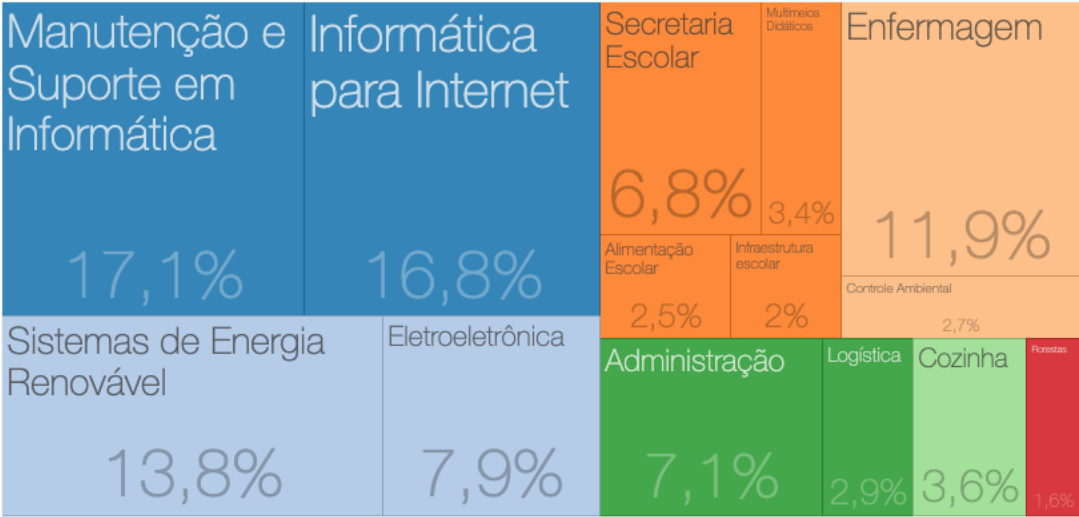 Manutenção e
Suporte em
Informática
17,1%
Informática
para Internet
16,8%
Secretaria
Escolar
6,8%
Multimeios
Didáticos
3,4%
Enfermagem
11,9%
Alimentação
Escolar
2,5%
Infraestrutura
escolar
2%
Controle Ambiental
2,7%
Sistemas de Energia
Renovável
13,8%
Eletroeletrônica
7,9%
Administração
7,1%
Logística
2,9%
Cozinha
3,6%
Florestas
1,6%